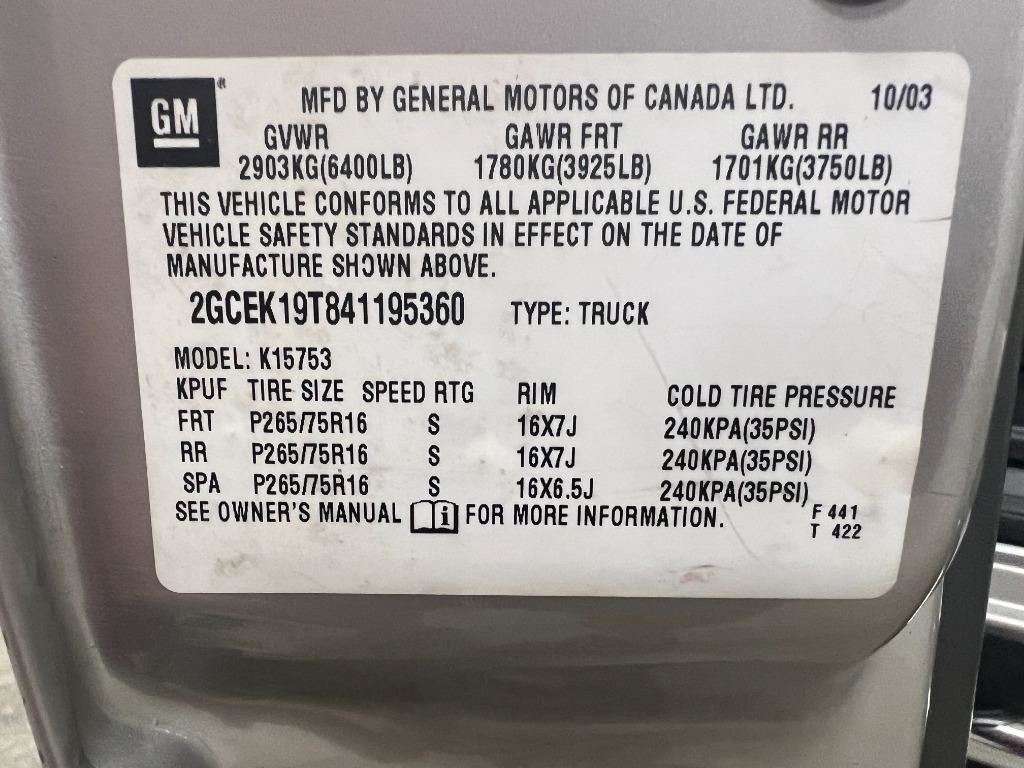 GM
MFD BY GENERAL MOTORS OF CANADA LTD. 10/03
GVWR GAWR FRT GAWR RR
2903KG(6400LB) 1780KG(3925LB) 1701KG(3750LB)
THIS VEHICLE CONFORMS TO ALL APPLICABLE U.S. FEDERAL MOTOR
VEHICLE SAFETY STANDARDS IN EFFECT ON THE DATE OF
MANUFACTURE SHOWN ABOVE.
2GCEK19T841195360 TYPE: TRUCK
MODEL: K15753
KPUF TIRE SIZE SPEED RTG RIM COLD TIRE PRESSURE
FRT P265/75R16 S 16X7J 240KPA(35PSI)
RR P265/75R16 S 16X7J 240KPA(35PSI)
SPA P265/75R16 S 16X6.5J 240KPA(35PSI)
SEE OWNER'S MANUAL i FOR MORE INFORMATION. F 441
T 422